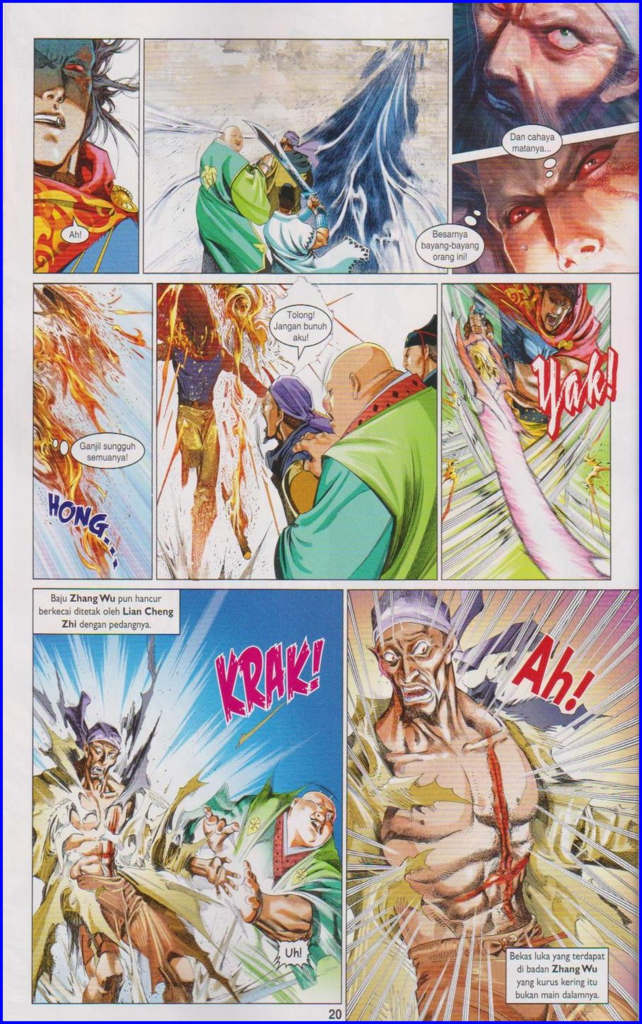 Ah!
Besarnya
bayang-bayang
orang ini!
Dan cahaya
matanya...
Ganjil sungguh
semuanya!
HONG...
Tolong!
Jangan bunuh
aku!
Yak!
Baju Zhang Wu pun hancur
berkecai ditetak oleh Lian Cheng
Zhi dengan pedangnya.
KRAK!
Uh!
Ah!
Bekas luka yang terdapat
di badan Zhang Wu
yang kurus kering itu
bukan main dalamnya.
20